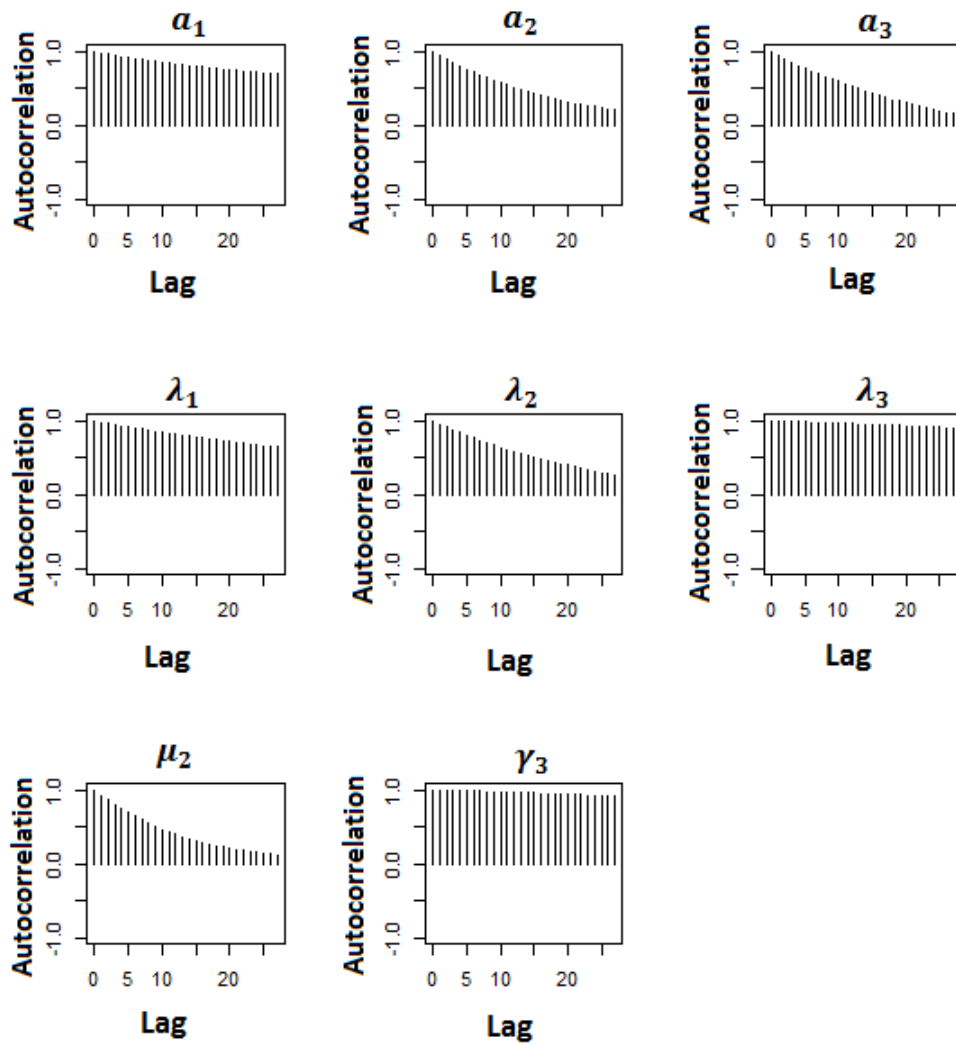 a₁ a₂ a₃
Autocorrelation Autocorrelation Autocorrelation
1.0 1.0 1.0
0.0 0.0 0.0
-1.0 -1.0 -1.0
0 5 10 20 0 5 10 20 0 5 10 20
Lag Lag Lag
λ₁ λ₂ λ₃
Autocorrelation Autocorrelation Autocorrelation
1.0 1.0 1.0
0.0 0.0 0.0
-1.0 -1.0 -1.0
0 5 10 20 0 5 10 20 0 5 10 20
Lag Lag Lag
μ₂ γ₃
Autocorrelation Autocorrelation
1.0 1.0
0.0 0.0
-1.0 -1.0
0 5 10 20 0 5 10 20
Lag Lag